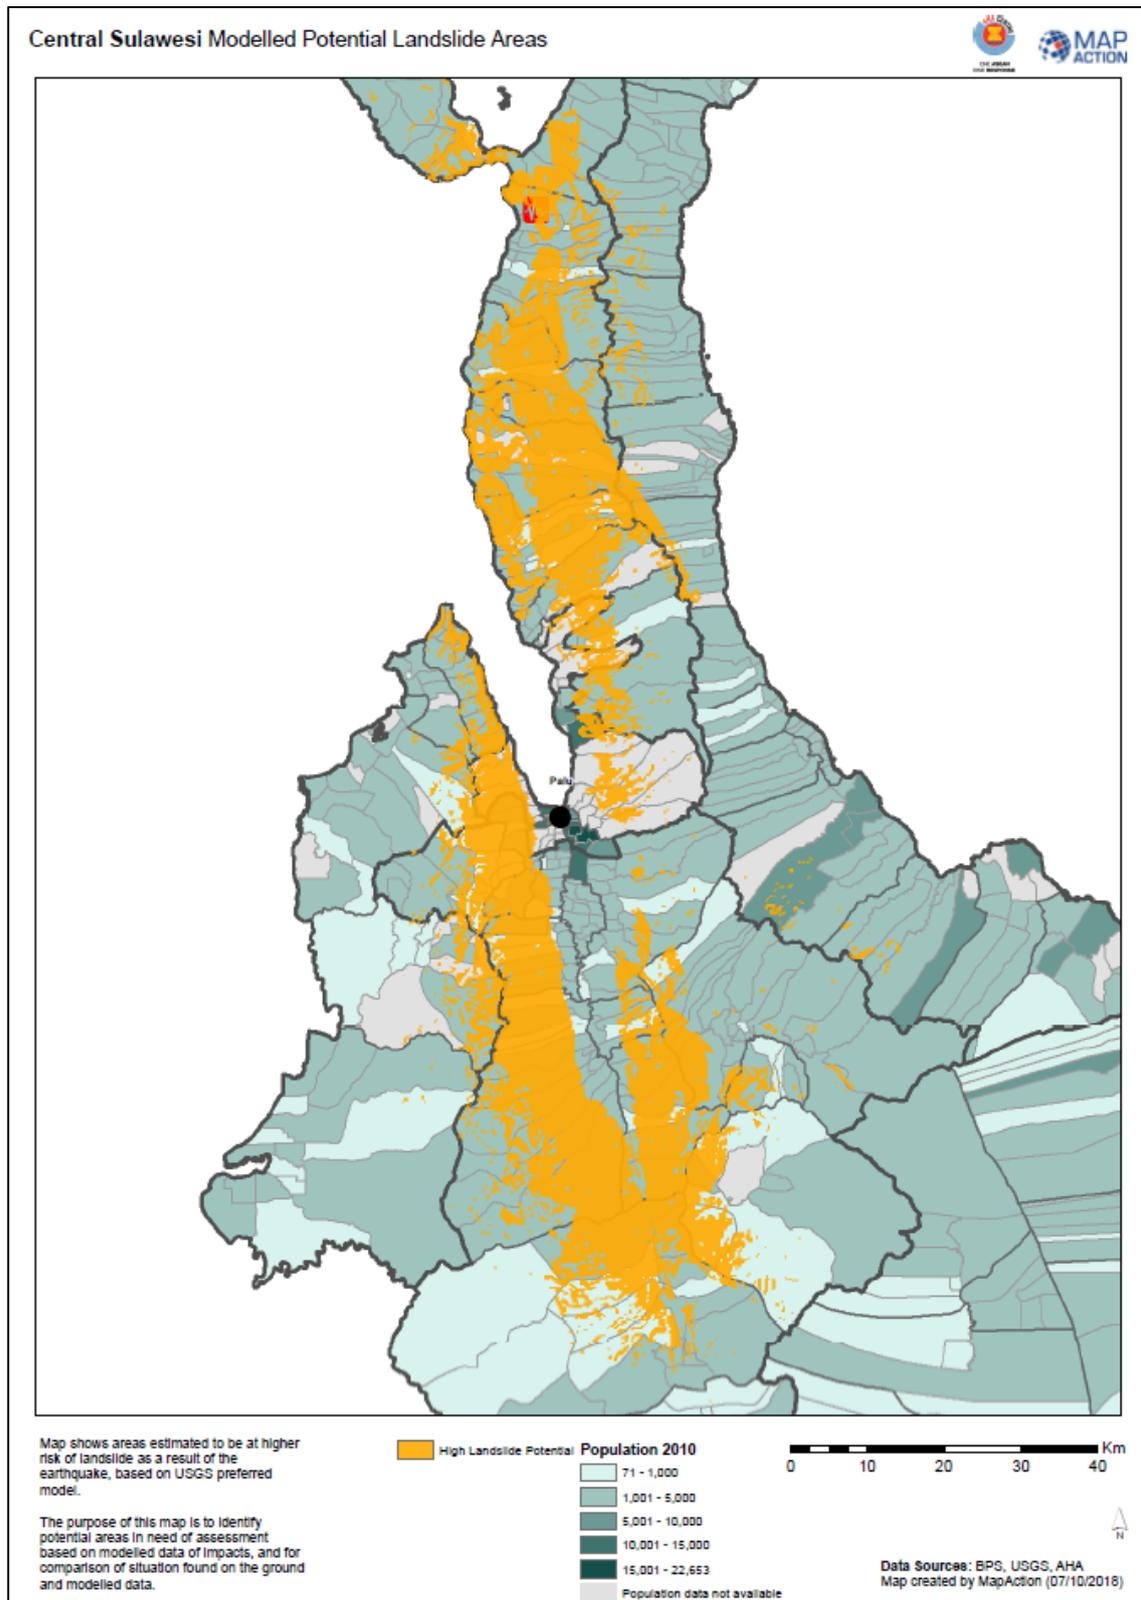 Central Sulawesi Modelled Potential Landslide Areas
MAP
ACTION
Palu
Map shows areas estimated to be at higher
risk of landslide as a result of the
earthquake, based on USGS preferred
model.
The purpose of this map is to identify
potential areas in need of assessment
based on modelled data of impacts, and for
comparison of situation found on the ground
and modelled data.
High Landslide Potential
Population 2010
71 - 1,000
1,001 - 5,000
5,001 - 10,000
10,001 - 15,000
15,001 - 22,653
Population data not available
Km
0 10 20 30 40
N
Data Sources: BPS, USGS, AHA
Map created by MapAction (07/10/2018)